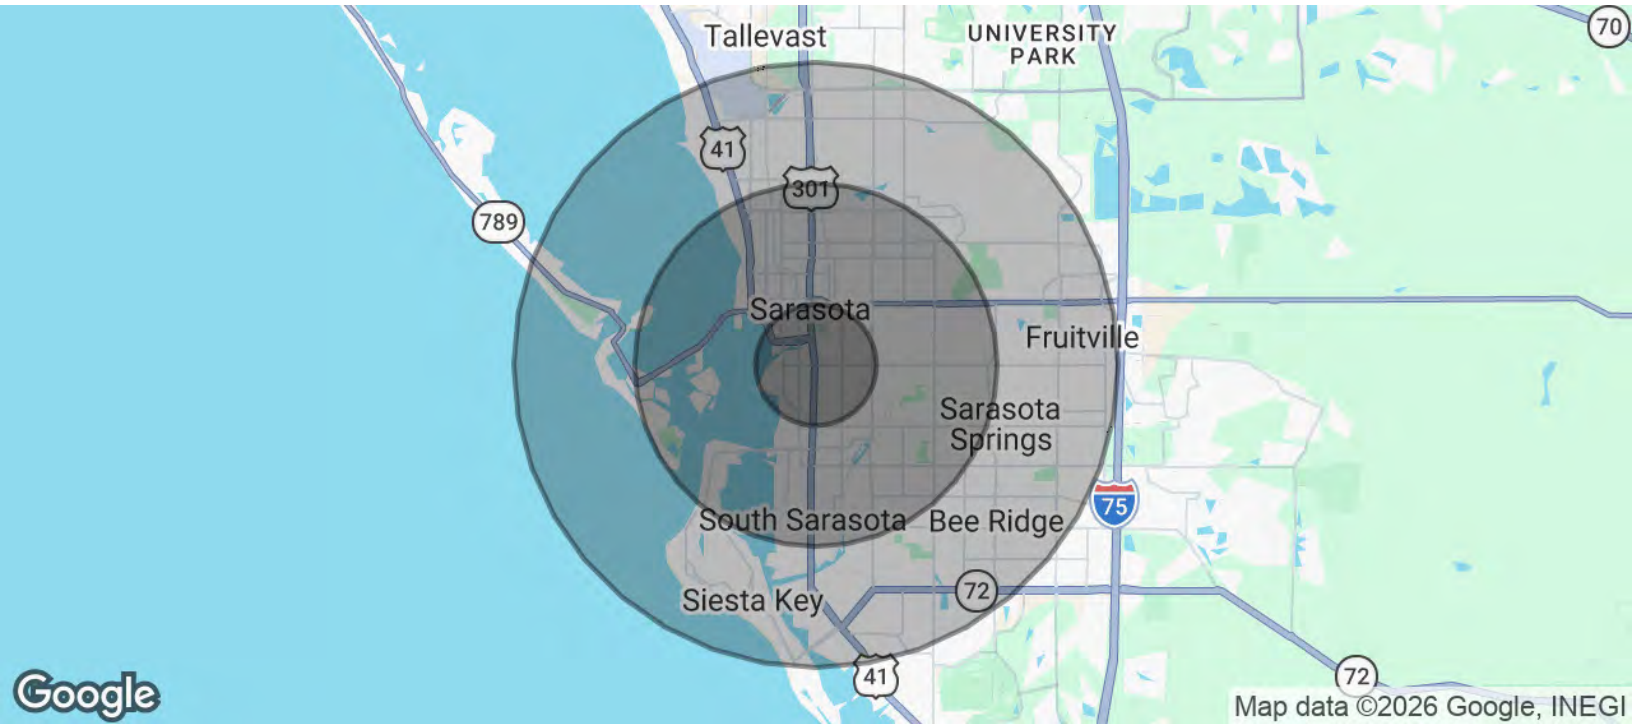 Tallevast
UNIVERSITY
PARK
70
41
301
789
Sarasota
Fruitville
Sarasota
Springs
75
South Sarasota
Bee Ridge
72
Siesta Key
41
72
Google
Map data ©2026 Google, INEGI